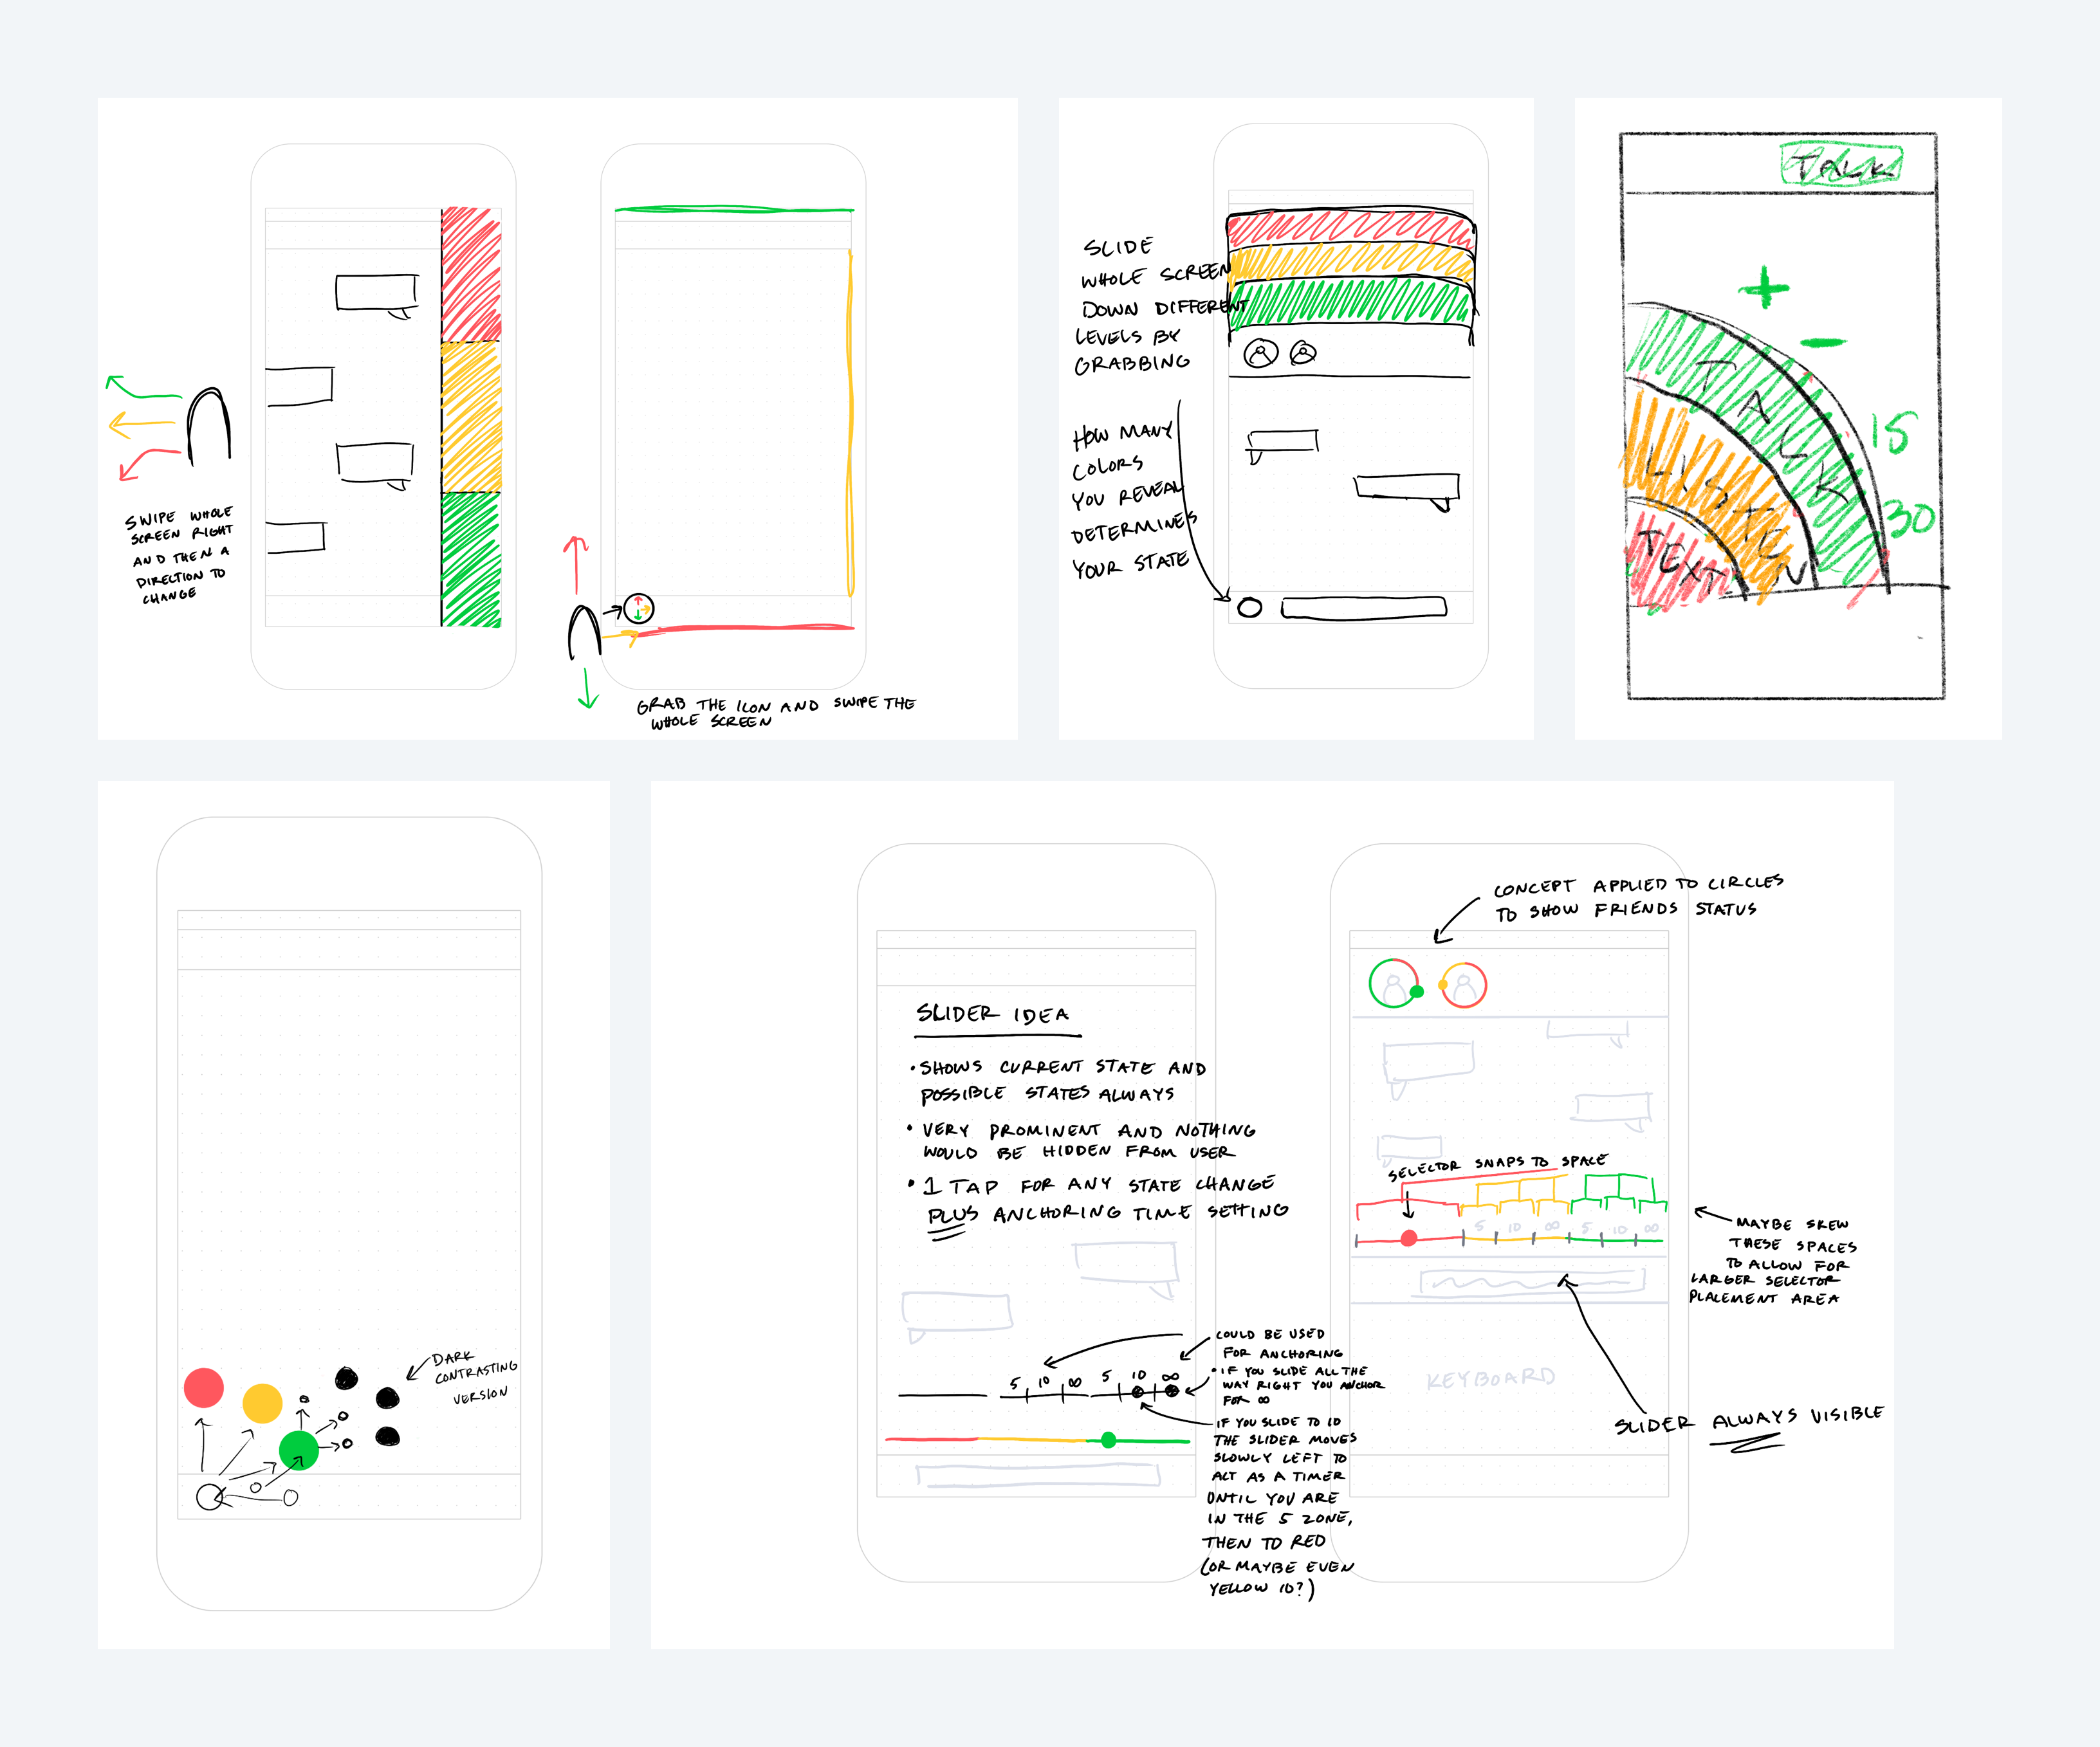 SWIPE WHOLE
SCREEN RIGHT
AND THEN A
DIRECTION TO
CHANGE
GRAB THE ICON AND SWIPE THE
WHOLE SCREEN
SLIDE
WHOLE SCREEN
DOWN DIFFERENT
LEVELS BY
GRABBING
HOW MANY
COLORS
YOU REVEAL
DETERMINES
YOUR STATE
TALK
+
-
TALK
15
LISTEN
30
TEXT
DARK
CONTRASTING
VERSION
SLIDER IDEA
• SHOWS CURRENT STATE AND
POSSIBLE STATES ALWAYS
• VERY PROMINENT AND NOTHING
WOULD BE HIDDEN FROM USER
• 1 TAP FOR ANY STATE CHANGE
PLUS ANCHORING TIME SETTING
5 10 ∞ 5 10 ∞
COULD BE USED
FOR ANCHORING
• IF YOU SLIDE ALL THE
WAY RIGHT YOU ANCHOR
FOR ∞
IF YOU SLIDE TO 10
THE SLIDER MOVES
SLOWLY LEFT TO
ACT AS A TIMER
UNTIL YOU ARE
IN THE 5 ZONE,
THEN TO RED
(OR MAYBE EVEN
YELLOW 10?)
CONCEPT APPLIED TO CIRCLES
TO SHOW FRIENDS STATUS
SELECTOR SNAPS TO SPACE
5 10 ∞ 5 10 ∞
MAYBE SKEW
THESE SPACES
TO ALLOW FOR
LARGER SELECTOR
PLACEMENT AREA
KEYBOARD
SLIDER ALWAYS VISIBLE